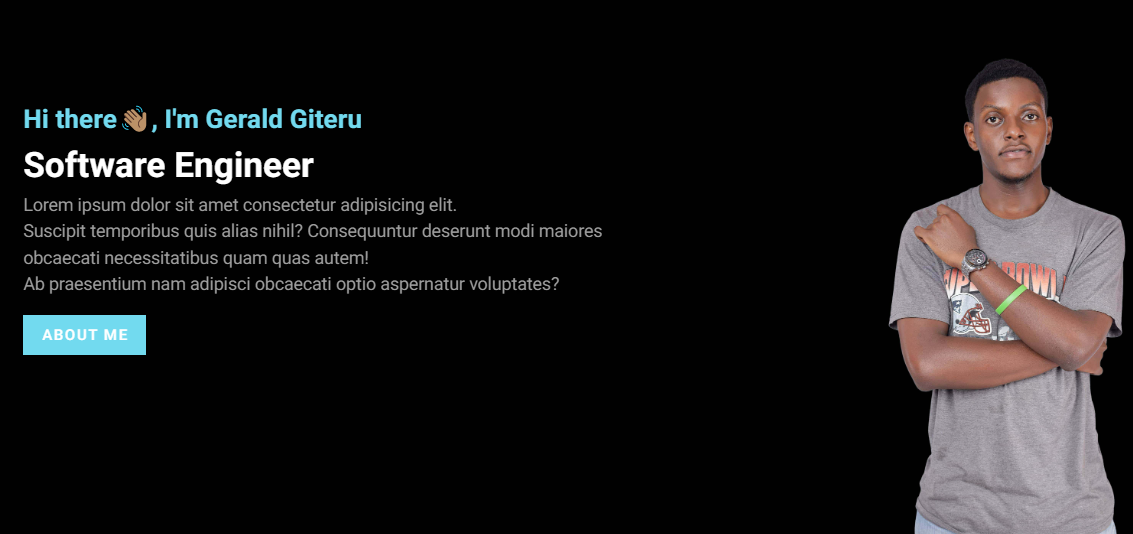 Hi there 👋🏽, I'm Gerald Giteru
Software Engineer
Lorem ipsum dolor sit amet consectetur adipisicing elit.
Suscipit temporibus quis alias nihil? Consequuntur deserunt modi maiores
obcaecati necessitatibus quam quas autem!
Ab praesentium nam adipisci obcaecati optio aspernatur voluptates?
ABOUT ME